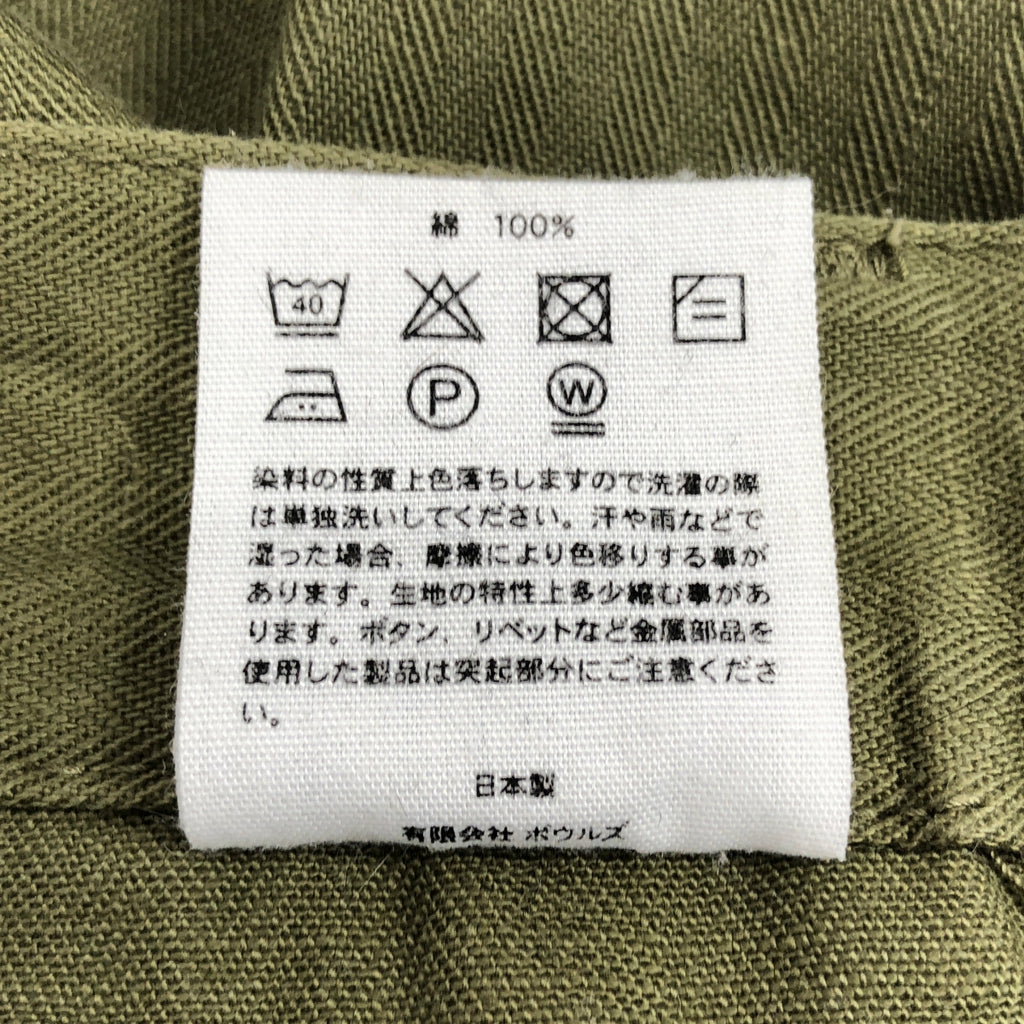 綿 100%
40
P W
染料の性質上色落ちしますので洗濯の際
は単独洗いしてください。汗や雨などで
湿った場合、摩擦により色移りする事が
あります。生地の特性上多少縮む事があ
ります。ボタン、リベットなど金属部品を
使用した製品は突起部分にご注意くださ
い。
日本製
有限会社 ボウルズ